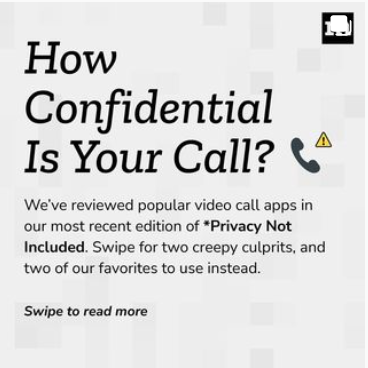 How
Confidential
Is Your Call?
We've reviewed popular video call apps in
our most recent edition of *Privacy Not
Included. Swipe for two creepy culprits, and
two of our favorites to use instead.
Swipe to read more